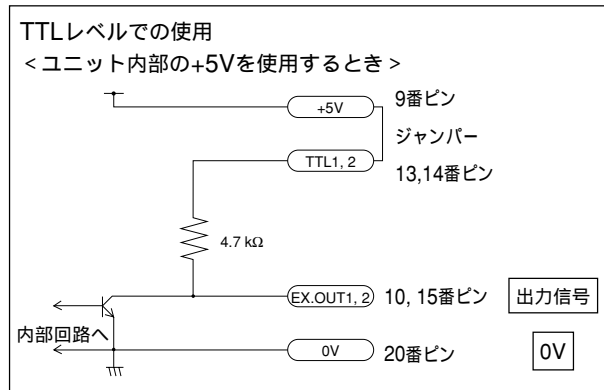 TTLレベルでの使用
<ユニット内部の+5Vを使用するとき>
+5V 9番ピン
ジャンパー
TTL1, 2
13,14番ピン
4.7 kΩ
EX.OUT1, 2 10, 15番ピン 出力信号
内部回路へ
0V 20番ピン 0V